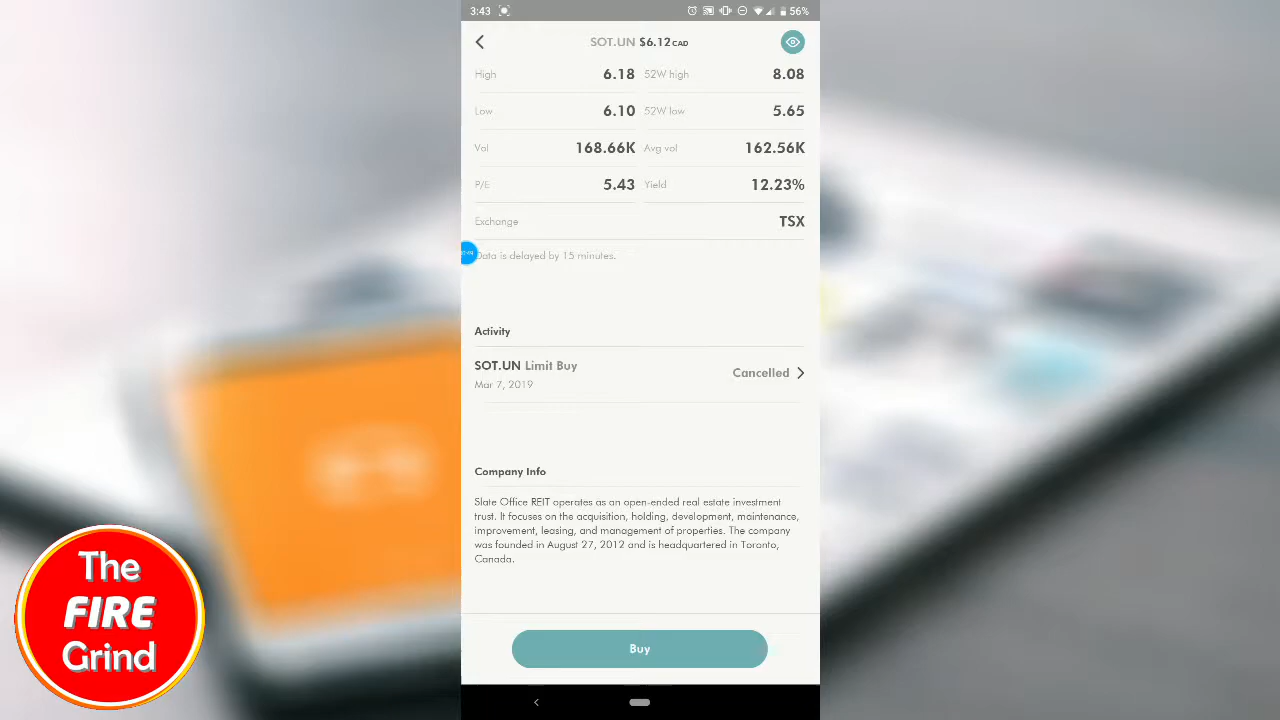 3:43
56%
SOT.UN $6.12 CAD
High 6.18 52W high 8.08
Low 6.10 52W low 5.65
Vol 168.66K Avg vol 162.56K
P/E 5.43 Yield 12.23%
Exchange TSX
Data is delayed by 15 minutes.
Activity
SOT.UN Limit Buy
Mar 7, 2019
Cancelled
Company Info
Slate Office REIT operates as an open-ended real estate investment
trust. It focuses on the acquisition, holding, development, maintenance,
improvement, leasing, and management of properties. The company
was founded in August 27, 2012 and is headquartered in Toronto,
Canada.
Buy
The
FIRE
Grind